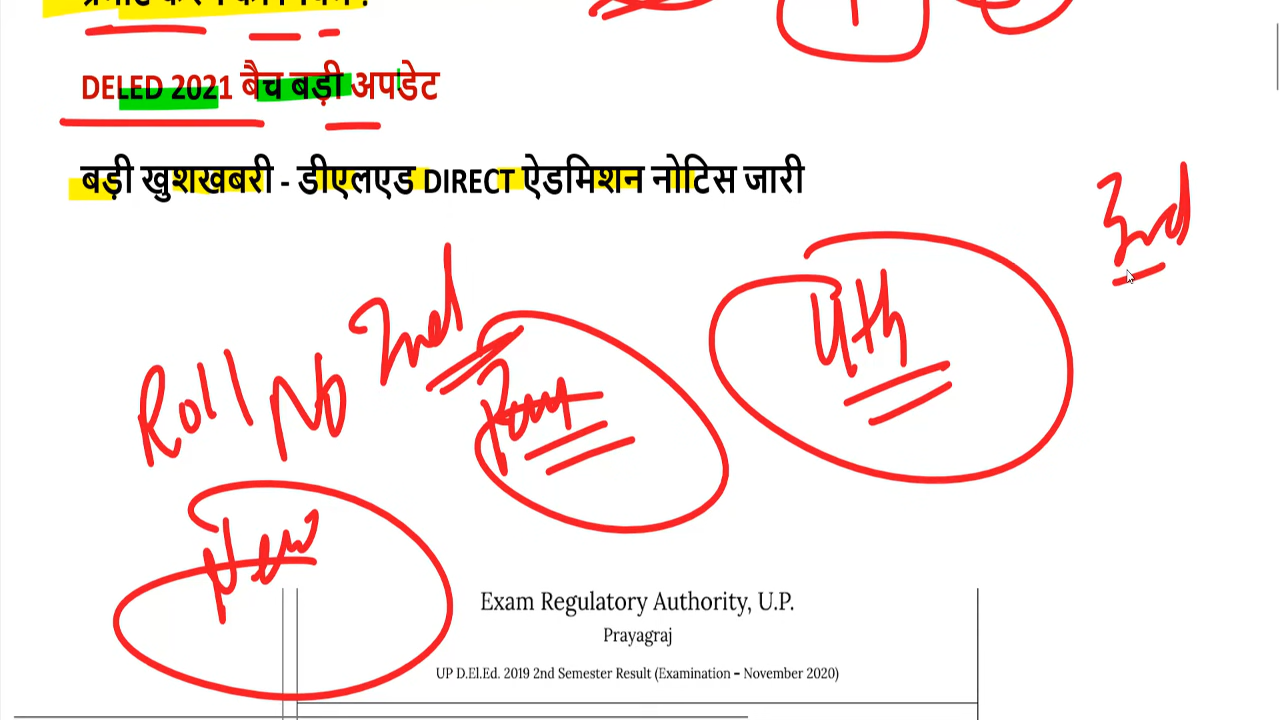 DELED 2021 बैच बड़ी अपडेट
बड़ी खुशखबरी - डीएलएड DIRECT ऐडमिशन नोटिस जारी
3rd
4th
Roll No 2nd
New
Exam Regulatory Authority, U.P.
Prayagraj
UP D.El.Ed. 2019 2nd Semester Result (Examination – November 2020)